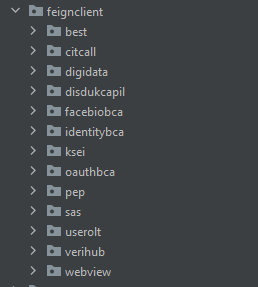 feignclient
best
citcall
digidata
disdukcapil
facebiobca
identitybca
ksei
oauthbca
pep
sas
userolt
verihub
webview